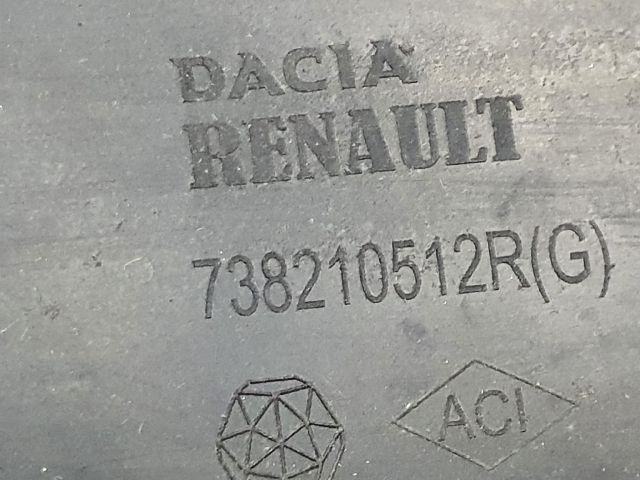 DACIA
RENAULT
738210512R(G)
ACI